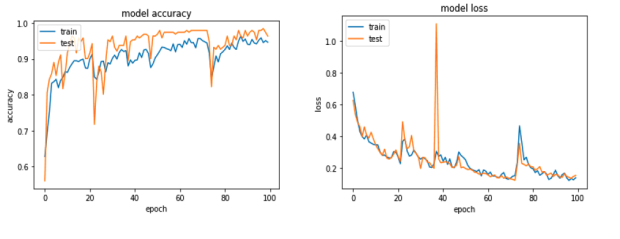 model accuracy
train
test
accuracy
1.0
0.9
0.8
0.7
0.6
0
20
40
60
80
100
epoch
model loss
train
test
loss
1.0
0.8
0.6
0.4
0.2
0
20
40
60
80
100
epoch